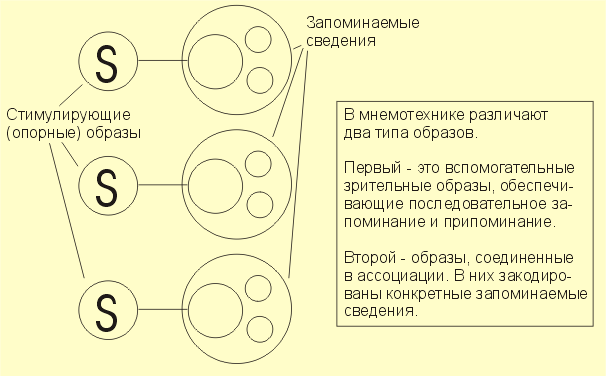 Запоминаемые
сведения
S
Стимулирующие
(опорные) образы
S
S
В мнемотехнике различают
два типа образов.
Первый - это вспомогательные
зрительные образы, обеспечи-
вающие последовательное за-
поминание и припоминание.
Второй - образы, соединенные
в ассоциации. В них закодиро-
ваны конкретные запоминаемые
сведения.